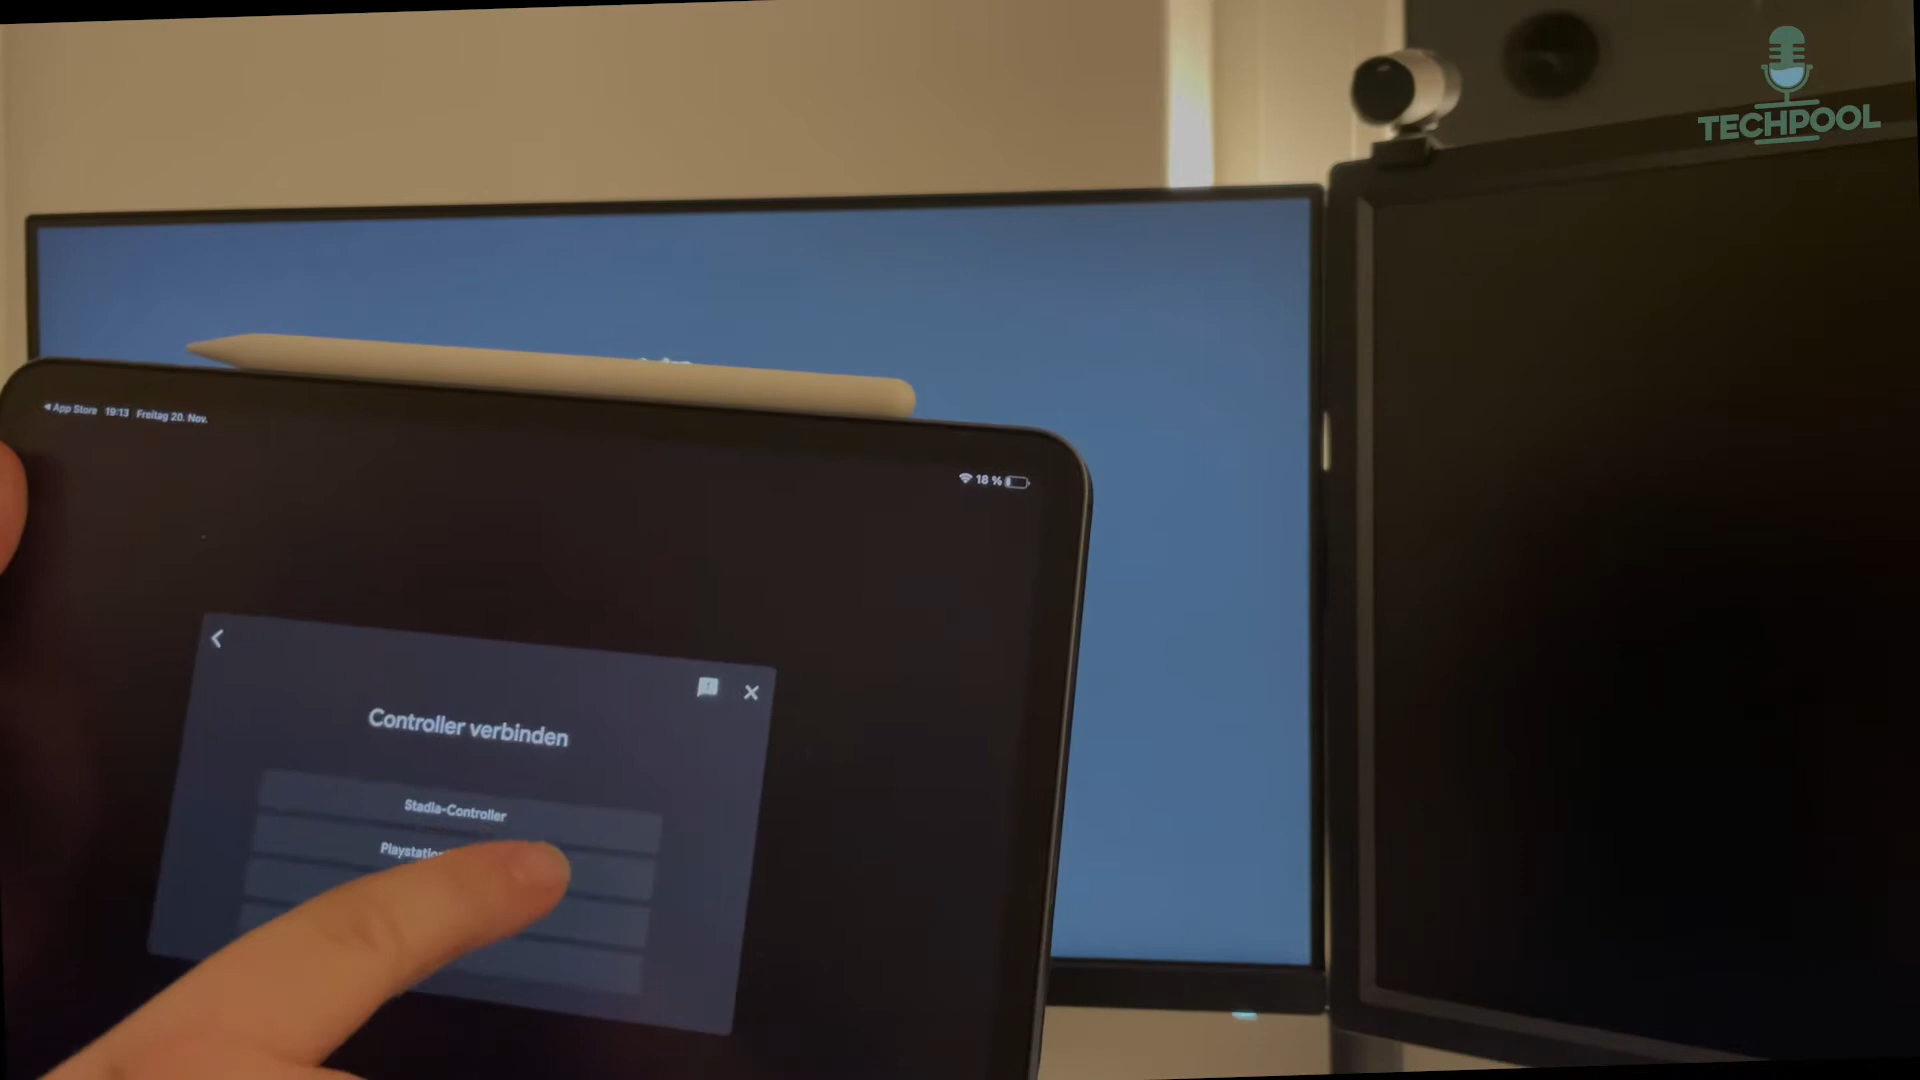 TECHPOOL
App Store 19:13 Freitag 20. Nov.
18 %
Controller verbinden
Stadia-Controller